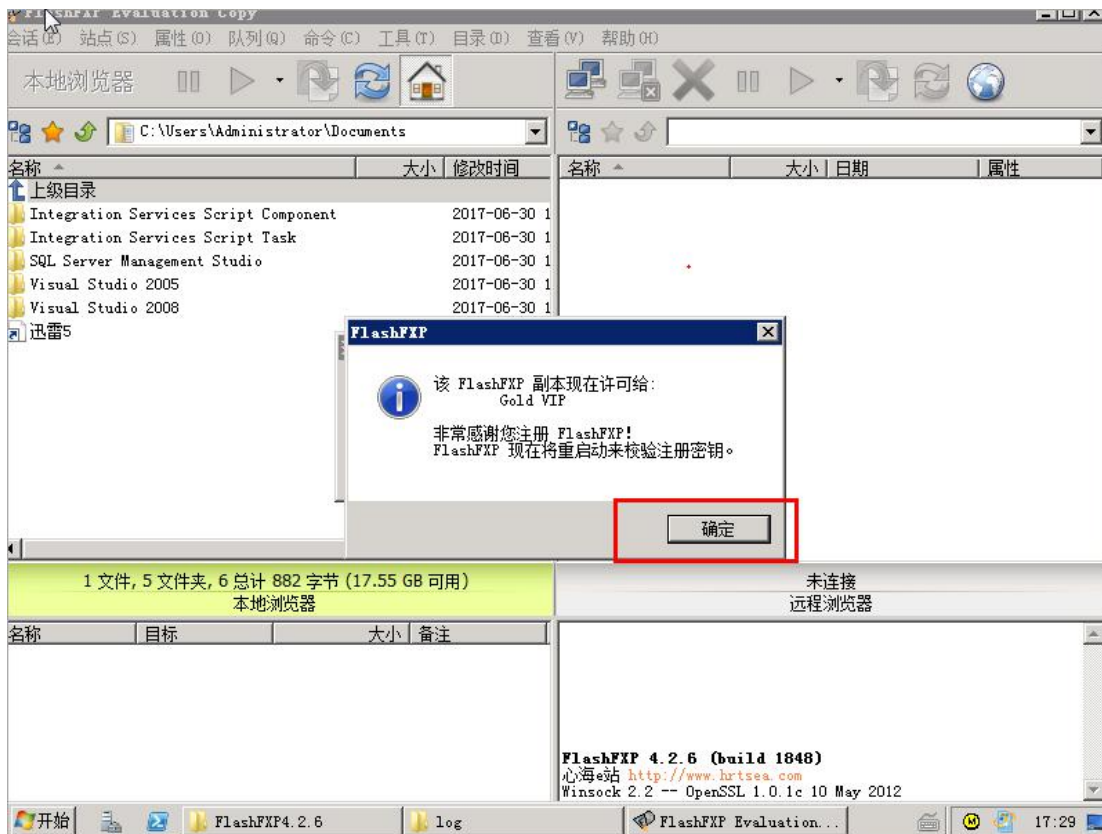 FlashFXP Evaluation Copy
会话(E) 站点(S) 属性(O) 队列(Q) 命令(C) 工具(T) 目录(D) 查看(V) 帮助(H)
本地浏览器
C:\Users\Administrator\Documents
名称 大小 修改时间 名称 大小 日期 属性
上级目录
Integration Services Script Component 2017-06-30 1
Integration Services Script Task 2017-06-30 1
SQL Server Management Studio 2017-06-30 1
Visual Studio 2005 2017-06-30 1
Visual Studio 2008 2017-06-30 1
迅雷5
FlashFXP
该 FlashFXP 副本现在许可给:
Gold VIP
非常感谢您注册 FlashFXP!
FlashFXP 现在将重启动来校验注册密钥。
确定
1 文件, 5 文件夹, 6 总计 882 字节 (17.55 GB 可用)
本地浏览器
未连接
远程浏览器
名称 目标 大小 备注
FlashFXP 4.2.6 (build 1848)
心海e站 http://www.hrtsea.com
Winsock 2.2 -- OpenSSL 1.0.1c 10 May 2012
开始 FlashFXP4.2.6 log FlashFXP Evaluation... 17:29